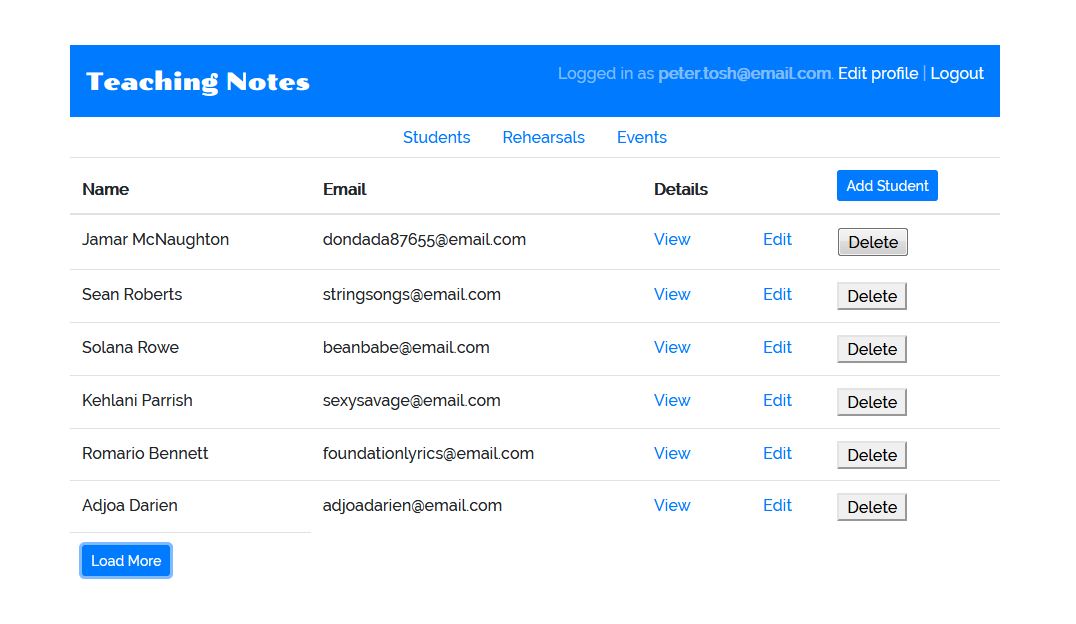 Teaching Notes
Logged in as peter.tosh@email.com. Edit profile | Logout
Students Rehearsals Events
Name Email Details Add Student
Jamar McNaughton dondada87655@email.com View Edit Delete
Sean Roberts stringsongs@email.com View Edit Delete
Solana Rowe beanbabe@email.com View Edit Delete
Kehlani Parrish sexysavage@email.com View Edit Delete
Romario Bennett foundationlyrics@email.com View Edit Delete
Adjoa Darien adjoadarien@email.com View Edit Delete
Load More